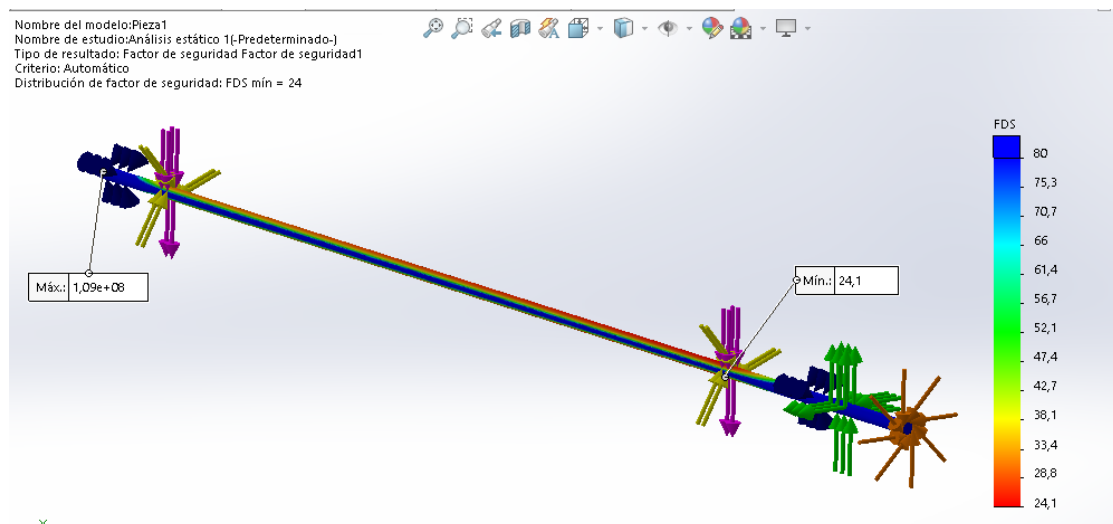 Nombre del modelo:Pieza1
Nombre de estudio:Análisis estático 1(-Predeterminado-)
Tipo de resultado: Factor de seguridad Factor de seguridad1
Criterio: Automático
Distribución de factor de seguridad: FDS mín = 24
FDS
80
75,3
70,7
66
61,4
56,7
52,1
47,4
42,7
38,1
33,4
28,8
24,1
Máx.: 1,09e+08
Mín.: 24,1